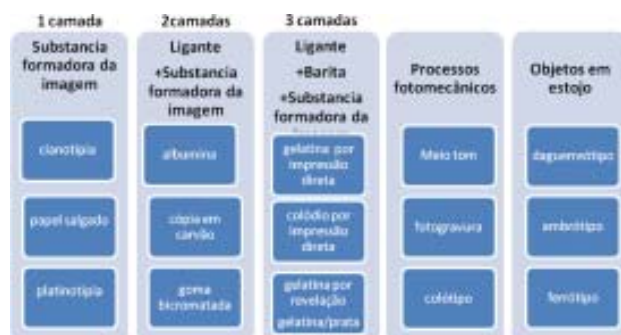 1 camada
Substancia
formadora da
imagem
cianotipia
papel salgado
platinotipia
2camadas
Ligante
+Substancia
formadora da
imagem
albumina
cópia em
carvão
goma
bicromatada
3 camadas
Ligante
+Barita
+Substancia
formadora da
gelatina por
impressão
direta
colódio por
impressão
direta
gelatina por
revelação
gelatina/prata
Processos
fotomecânicos
Meio tom
fotogravura
colótipo
Objetos em
estojo
daguerreótipo
ambrótipo
ferrótipo